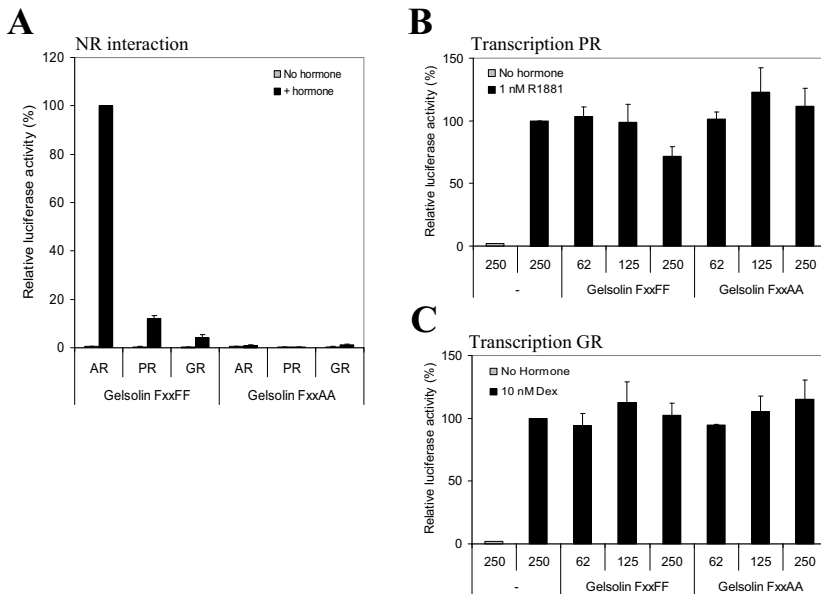 A
NR interaction
Relative luciferase activity (%)
120
100
80
60
40
20
0
No hormone
+ hormone
AR PR GR AR PR GR
Gelsolin FxxFF Gelsolin FxxAA
B
Transcription PR
Relative luciferase activity (%)
150
100
50
0
No hormone
1 nM R1881
250 250 62 125 250 62 125 250
- Gelsolin FxxFF Gelsolin FxxAA
C
Transcription GR
Relative luciferase activity (%)
150
100
50
0
No Hormone
10 nM Dex
250 250 62 125 250 62 125 250
- Gelsolin FxxFF Gelsolin FxxAA